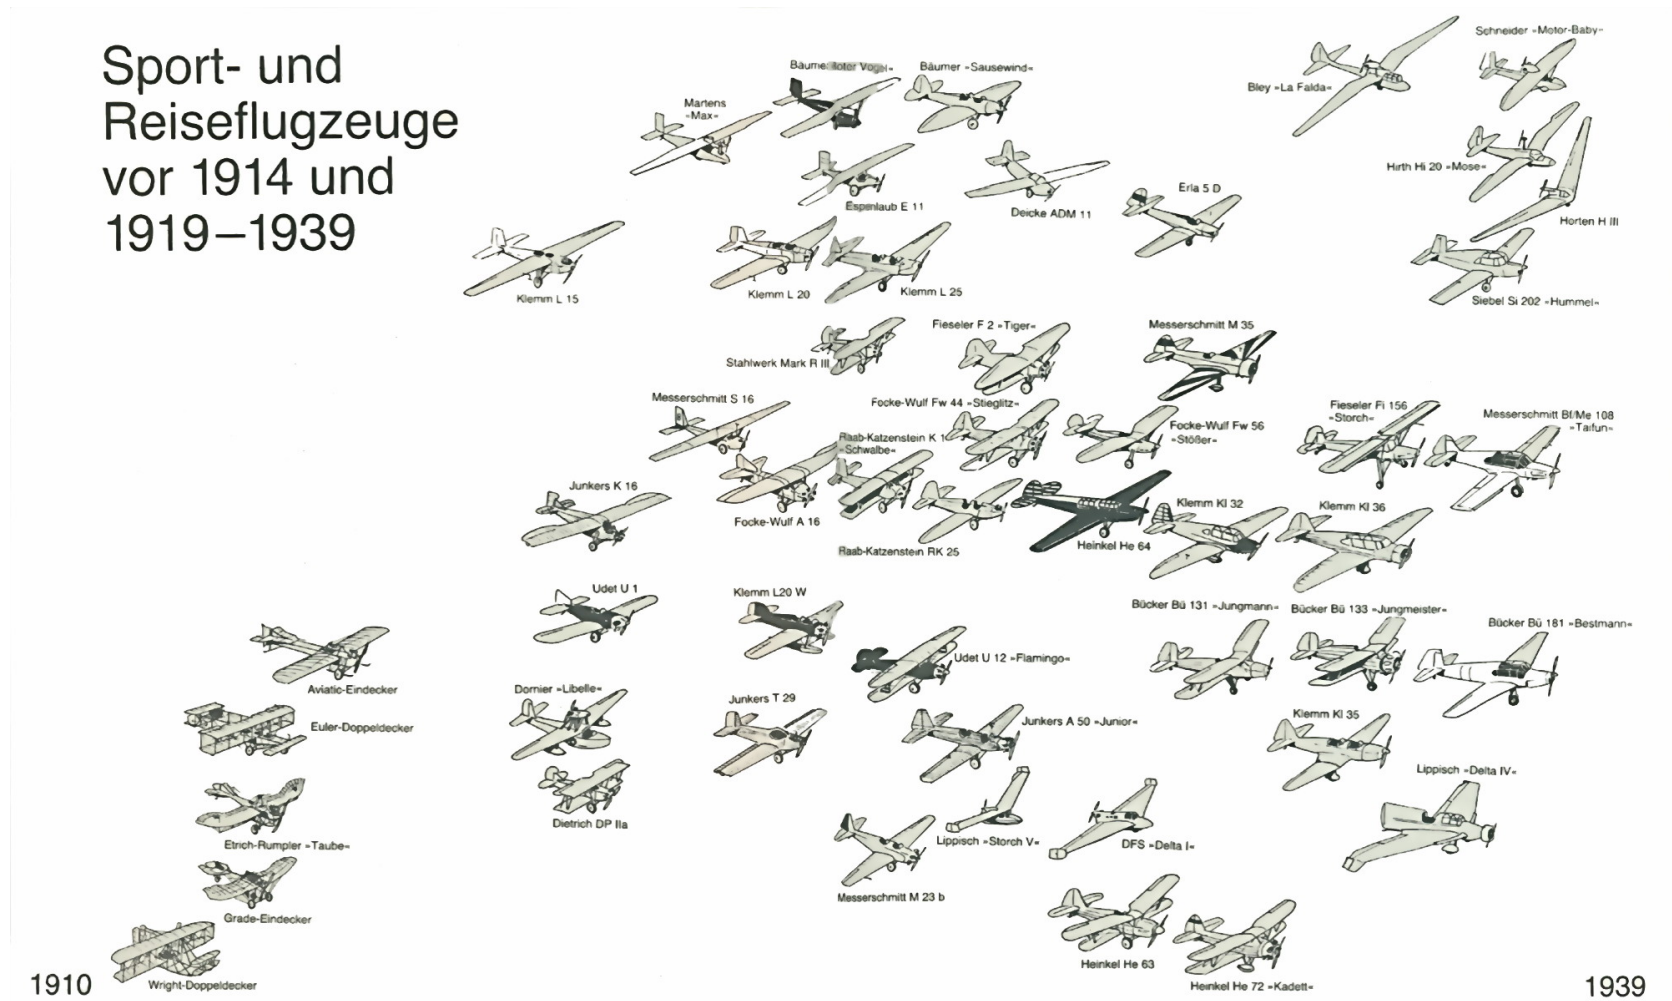 Sport- und
Reiseflugzeuge
vor 1914 und
1919–1939
Schneider »Motor-Baby«
Bäumer »Roter Vogel«
Bäumer »Sausewind«
Bley »La Falda«
Martens
»Max«
Hirth Hi 20 »Mose«
Espenlaub E 11
Deicke ADM 11
Erla 5 D
Horten H III
Klemm L 15
Klemm L 20
Klemm L 25
Siebel Si 202 »Hummel«
Fieseler F 2 »Tiger«
Messerschmitt M 35
Stahlwerk Mark R III
Messerschmitt S 16
Focke-Wulf Fw 44 »Stieglitz«
Fieseler Fi 156
»Storch«
Messerschmitt Bf/Me 108
»Taifun«
Focke-Wulf Fw 56
»Stößer«
Raab-Katzenstein K 1
»Schwalbe«
Junkers K 16
Focke-Wulf A 16
Klemm Kl 32
Klemm Kl 36
Raab-Katzenstein RK 25
Heinkel He 64
Udet U 1
Klemm L20 W
Bücker Bü 131 »Jungmann«
Bücker Bü 133 »Jungmeister«
Bücker Bü 181 »Bestmann«
Udet U 12 »Flamingo«
Aviatic-Eindecker
Dornier »Libelle«
Junkers T 29
Junkers A 50 »Junior«
Klemm Kl 35
Euler-Doppeldecker
Lippisch »Delta IV«
Dietrich DP IIa
Etrich-Rumpler »Taube«
Lippisch »Storch V«
DFS »Delta I«
Messerschmitt M 23 b
Grade-Eindecker
Heinkel He 63
Wright-Doppeldecker
Heinkel He 72 »Kadett«
1910
1939